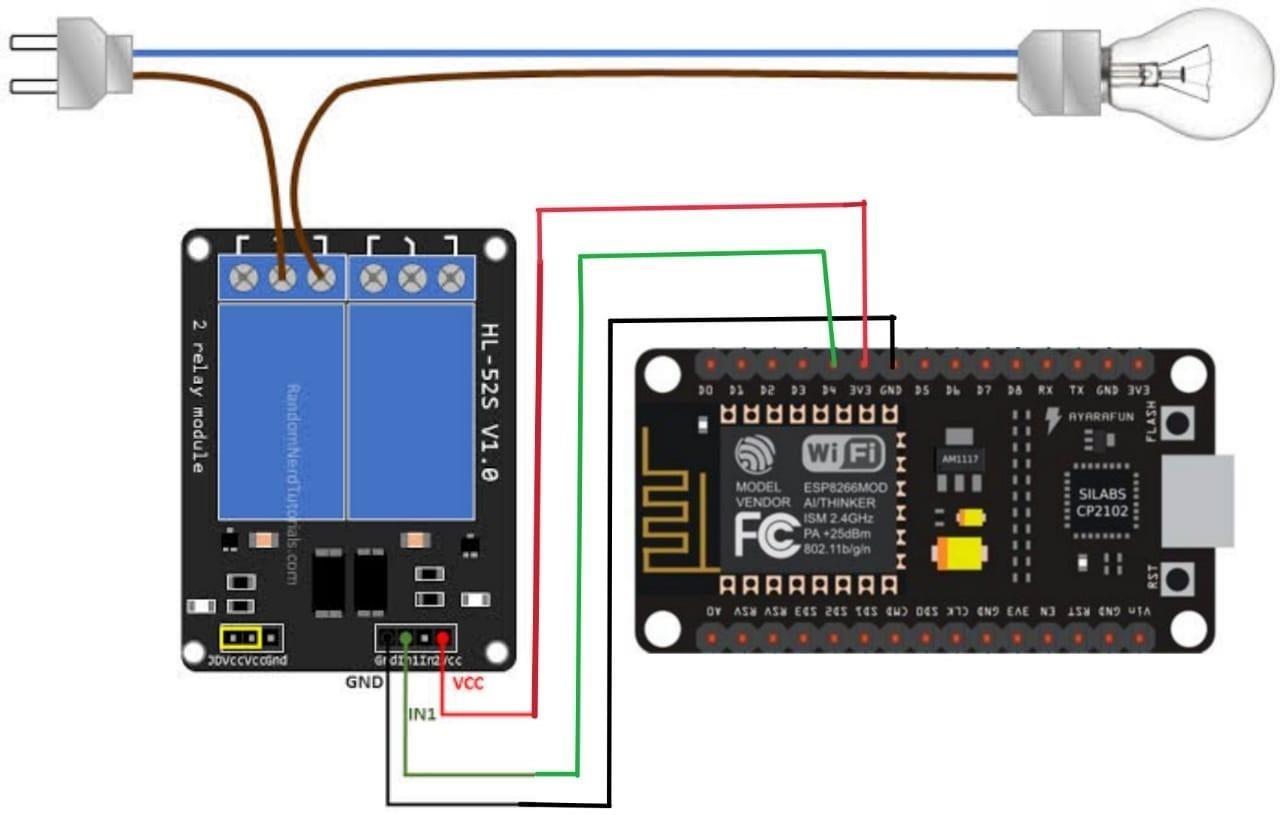 2 relay module
HL-52S V1.0
RandomNerdTutorials.com
JDVccVccGnd
GndIn1In2Vcc
GND
IN1
VCC
D0 D1 D2 D3 D4 3V3 GND D5 D6 D7 D8 RX TX GND 3V3
AYARAFUN
FLASH
WiFi
MODEL
VENDOR
ESP8266MOD
AI/THINKER
ISM 2.4GHz
PA +25dBm
802.11b/g/n
FC
AM1117
SILABS
CP2102
RST
A0 RSV RSV SD3 SD2 SD1 CMD SD0 CLK GND 3V3 EN RST GND Vin